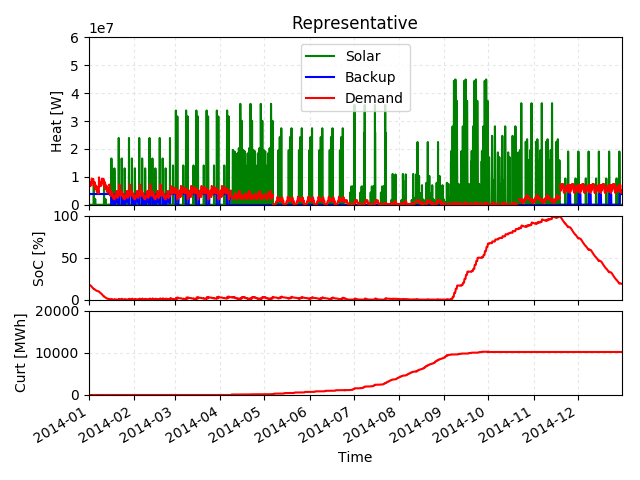 Representative
1e7
6
5
4
3
2
1
0
Heat [W]
Solar
Backup
Demand
100
50
0
SoC [%]
20000
10000
0
Curt [MWh]
2014-01
2014-02
2014-03
2014-04
2014-05
2014-06
2014-07
2014-08
2014-09
2014-10
2014-11
2014-12
Time